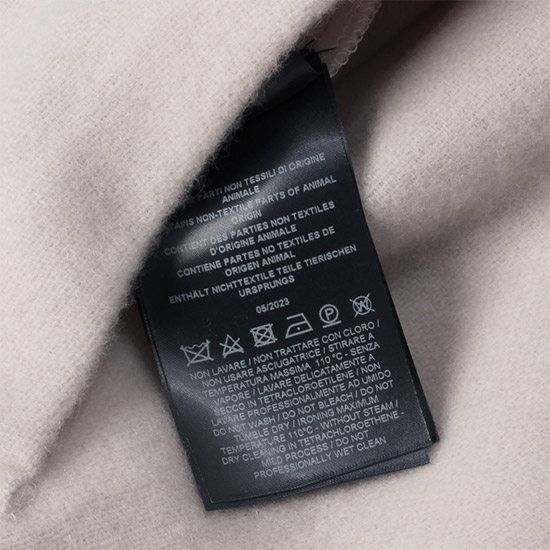 PARTI NON TESSILI DI ORIGINE
ANIMALE
NON-TEXTILE PARTS OF ANIMAL
ORIGIN
CONTIENT DES PARTIES NON TEXTILES
D'ORIGINE ANIMALE
CONTIENE PARTES NO TEXTILES DE
ORIGEN ANIMAL
ENTHÄLT NICHTTEXTILE TEILE TIERISCHEN
URSPRUNGS
05/2023
NON LAVARE / NON TRATTARE CON CLORO /
NON USARE ASCIUGATRICE / STIRARE A
TEMPERATURA MASSIMA 110 °C - SENZA
VAPORE / LAVARE DELICATAMENTE A
SECCO IN TETRACLOROETILENE / NON
LAVARE PROFESSIONALMENTE AD UMIDO
DO NOT WASH / DO NOT BLEACH / DO NOT
TUMBLE DRY / IRONING MAXIMUM
TEMPERATURE 110°C - WITHOUT STEAM /
DRY CLEANING IN TETRACHLOROETHENE -
MILD PROCESS / DO NOT
PROFESSIONALLY WET CLEAN